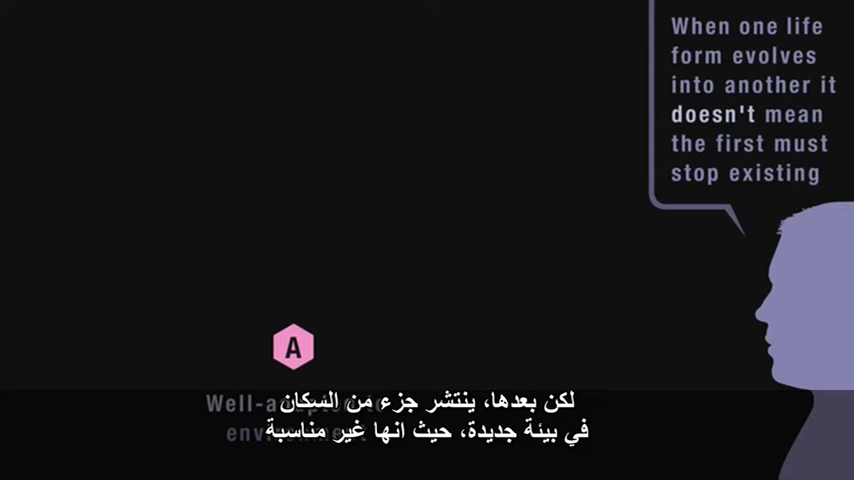 When one life
form evolves
into another it
doesn't mean
the first must
stop existing
A
Well-a
لكن بعدها، ينتشر جزء من السكان
في بيئة جديدة، حيث انها غير مناسبة